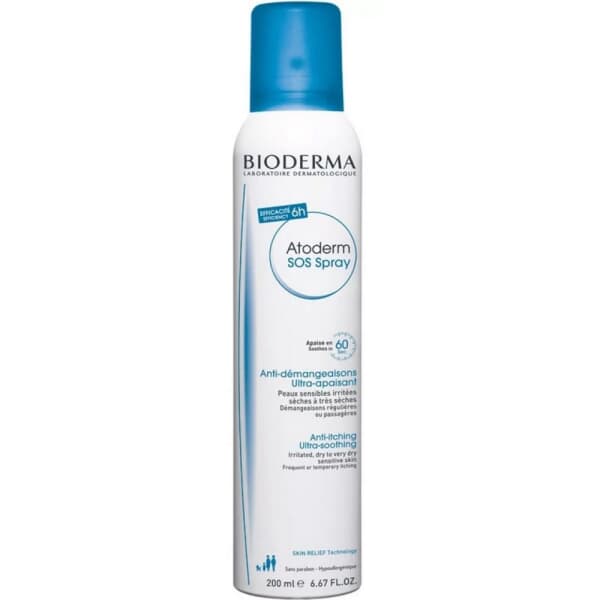 BIODERMA
LABORATOIRE DERMATOLOGIQUE
EFFICACITÉ
EFFICIENCY 6h
Atoderm
SOS Spray
Apaise en
Soothes in
60
Sec.
Anti-démangeaisons
Ultra-apaisant
Peaux sensibles irritées
sèches à très sèches
Démangeaisons régulières
ou passagères
Anti-itching
Ultra-soothing
Irritated, dry to very dry
sensitive skin
Frequent or temporary itching
SKIN RELIEF Technology
Sans paraben - Hypoallergénique
200 ml e 6.67 FL.OZ.